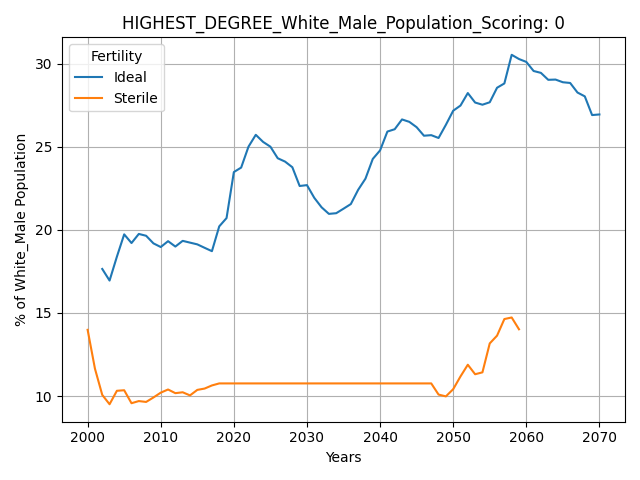 HIGHEST_DEGREE_White_Male_Population_Scoring: 0
Fertility
Ideal
Sterile
% of White_Male Population
30
25
20
15
10
2000 2010 2020 2030 2040 2050 2060 2070
Years